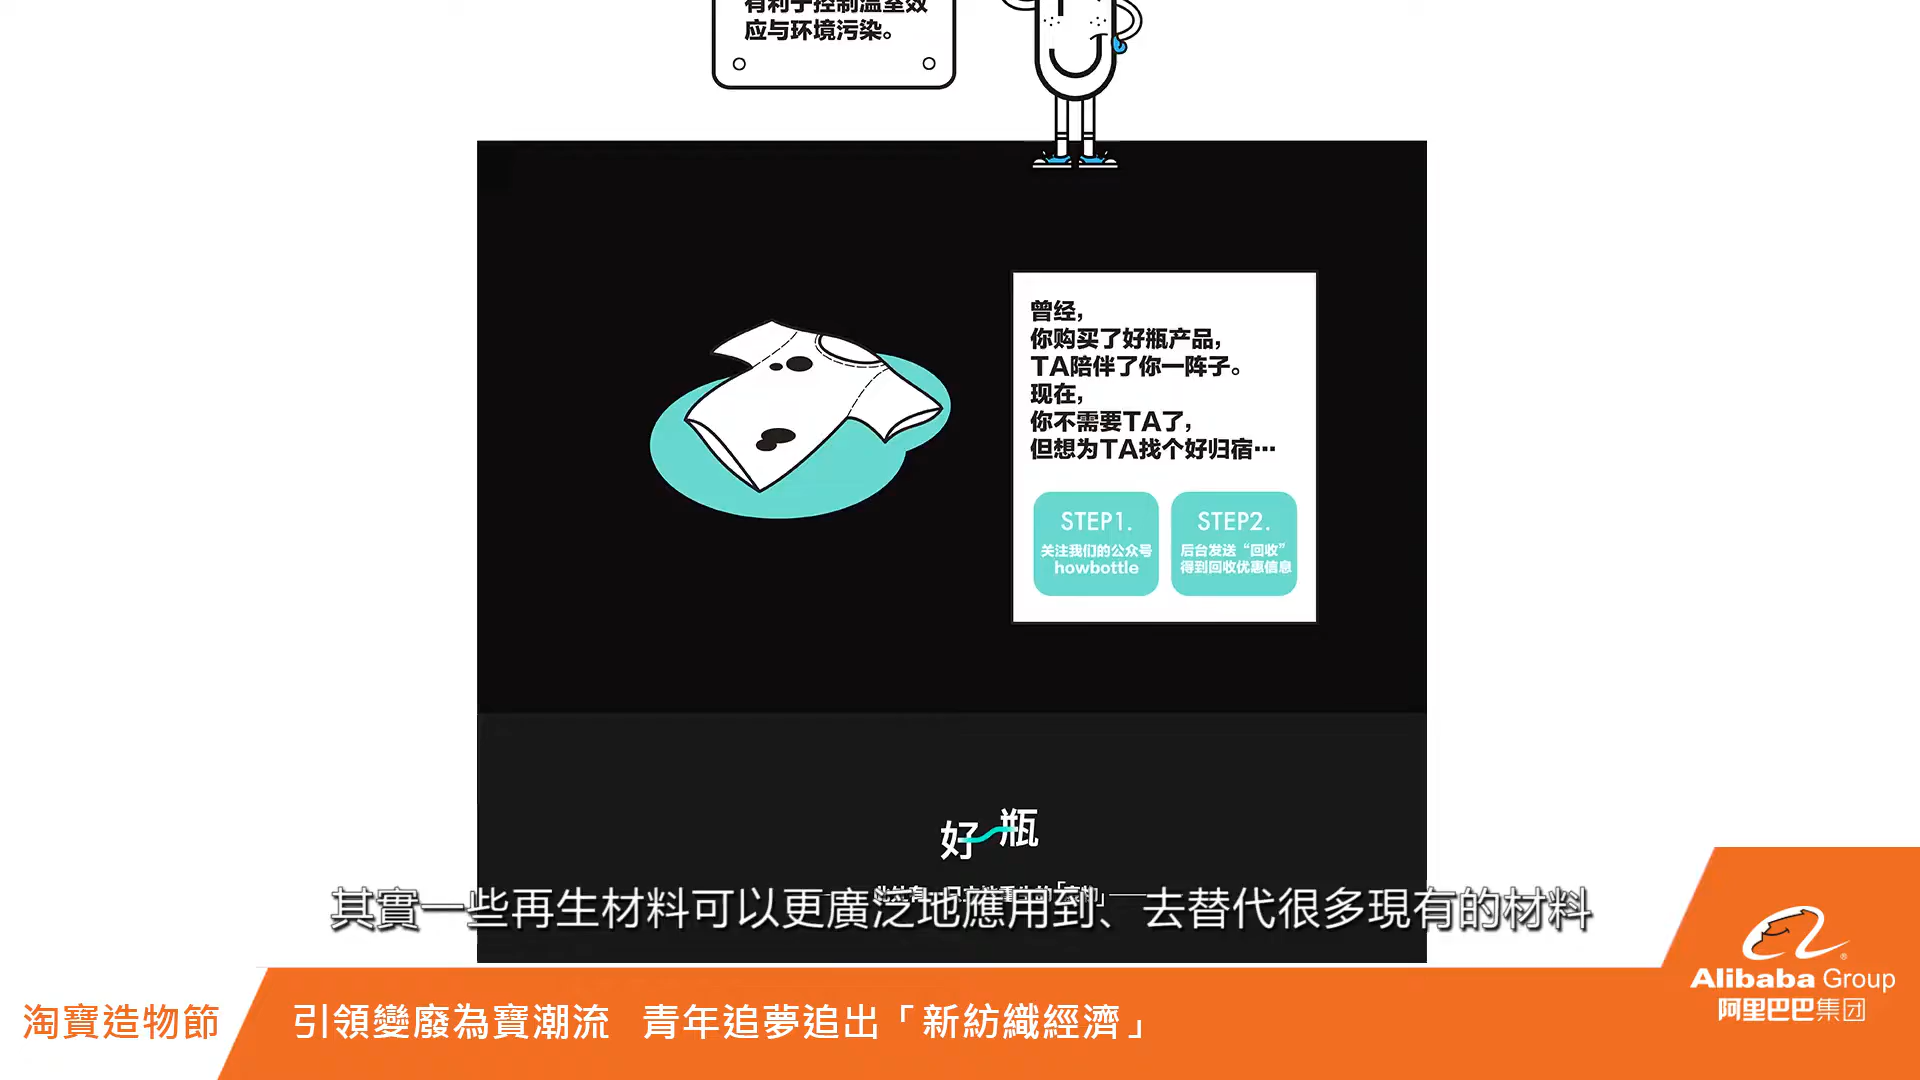 有利于控制温室效
应与环境污染。
曾经，
你购买了好瓶产品，
TA陪伴了你一阵子。
现在，
你不需要TA了，
但想为TA找个好归宿…
STEP1.
关注我们的公众号
howbottle
STEP2.
后台发送“回收”
得到回收优惠信息
好瓶
其實一些再生材料可以更廣泛地應用到、去替代很多現有的材料
Alibaba Group
阿里巴巴集团
淘寶造物節
引領變廢為寶潮流 青年追夢追出「新紡織經濟」